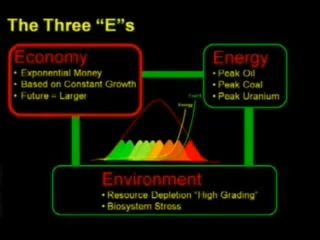 The Three “E”s
Economy
• Exponential Money
• Based on Constant Growth
• Future = Larger
Energy
• Peak Oil
• Peak Coal
• Peak Uranium
Energy
Environment
• Resource Depletion “High Grading”
• Biosystem Stress